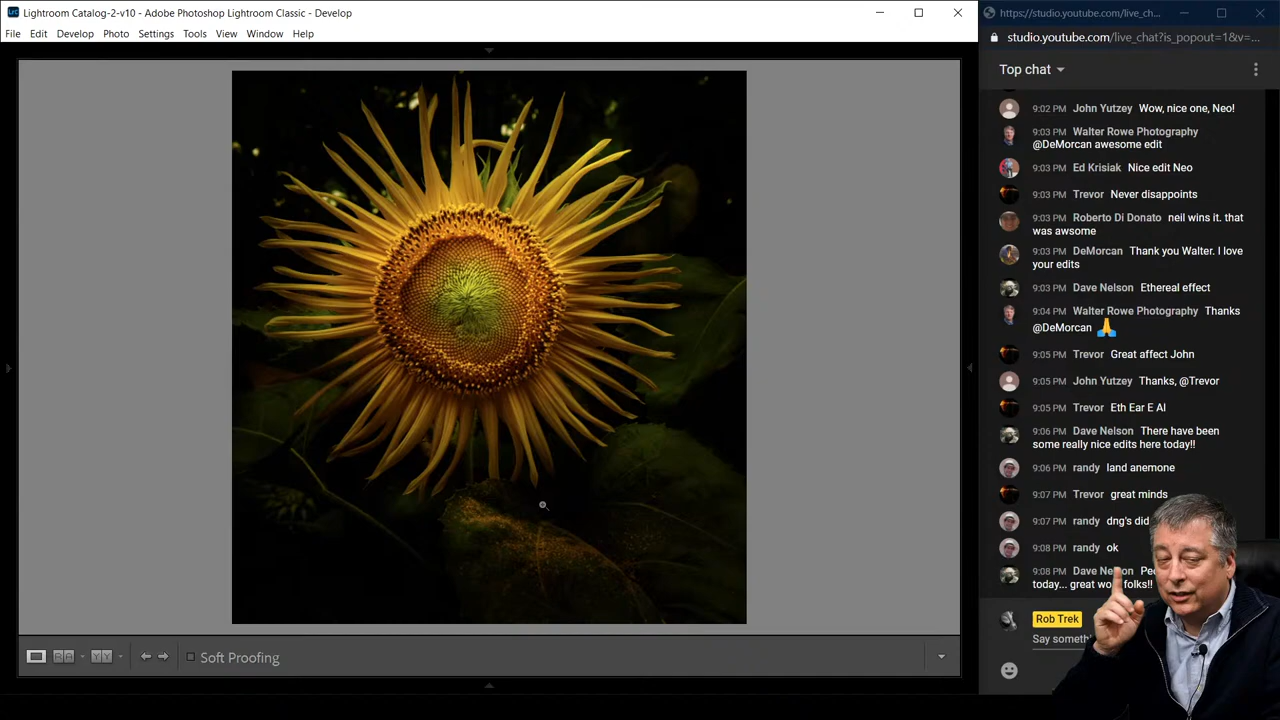 Lightroom Catalog-2-v10 - Adobe Photoshop Lightroom Classic - Develop
File Edit Develop Photo Settings Tools View Window Help
Soft Proofing
https://studio.youtube.com/live_ch...
studio.youtube.com/live_chat?is_popout=1&v=...
Top chat
9:02 PM John Yutzey Wow, nice one, Neo!
9:03 PM Walter Rowe Photography
@DeMorcan awesome edit
9:03 PM Ed Krisiak Nice edit Neo
9:03 PM Trevor Never disappoints
9:03 PM Roberto Di Donato neil wins it. that
was awsome
9:03 PM DeMorcan Thank you Walter. I love
your edits
9:03 PM Dave Nelson Ethereal effect
9:04 PM Walter Rowe Photography Thanks
@DeMorcan 🙏
9:05 PM Trevor Great affect John
9:05 PM John Yutzey Thanks, @Trevor
9:05 PM Trevor Eth Ear E Al
9:06 PM Dave Nelson There have been
some really nice edits here today!!
9:06 PM randy land anemone
9:07 PM Trevor great minds
9:07 PM randy dng's did
9:08 PM randy ok
9:08 PM Dave Nelson
today... great folks!!
Rob Trek
Say